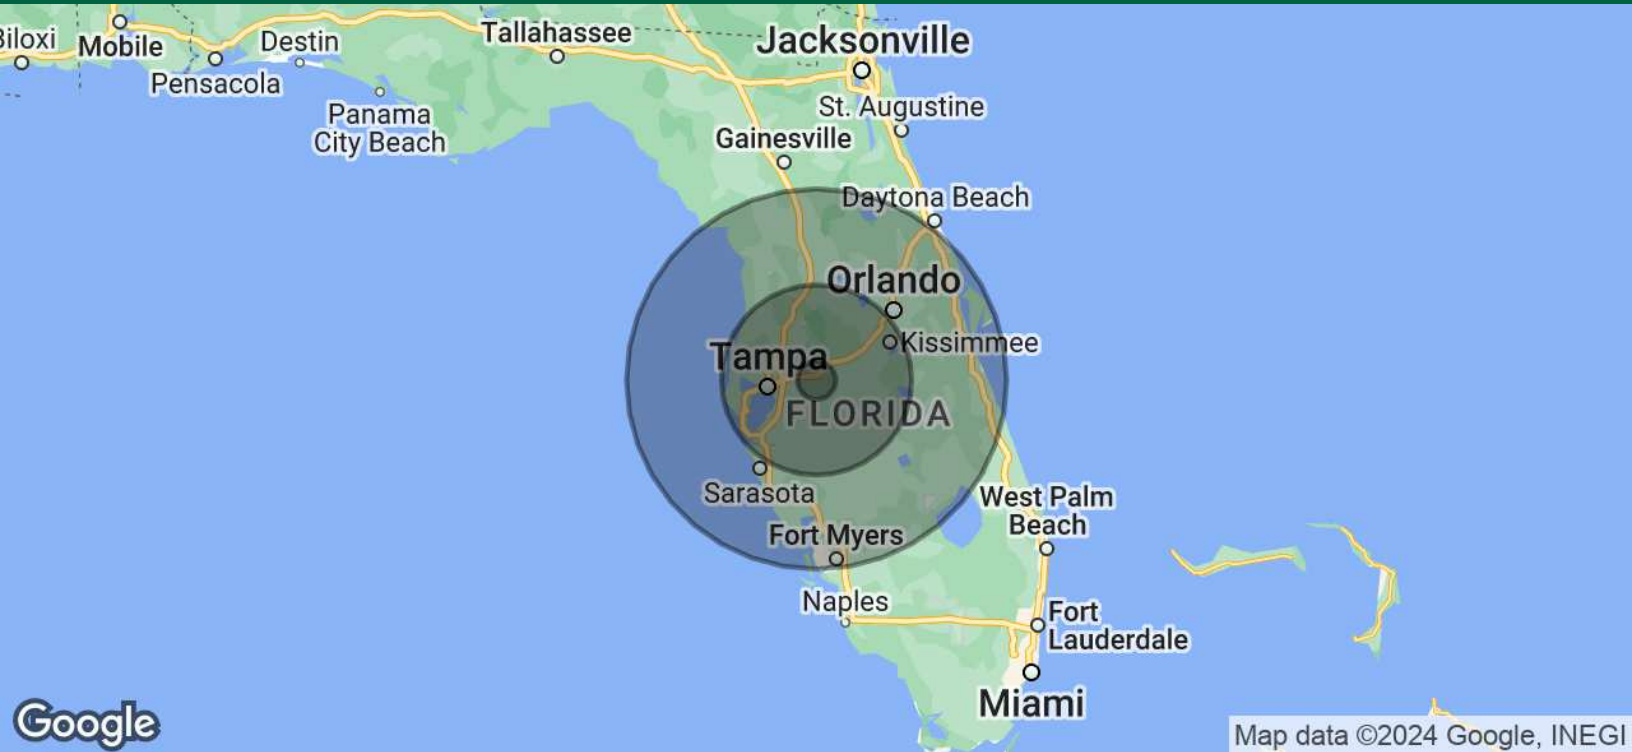 Biloxi
Mobile
Destin
Pensacola
Tallahassee
Jacksonville
Panama
City Beach
St. Augustine
Gainesville
Daytona Beach
Orlando
Kissimmee
Tampa
FLORIDA
Sarasota
West Palm
Beach
Fort Myers
Naples
Fort
Lauderdale
Miami
Google
Map data ©2024 Google, INEGI